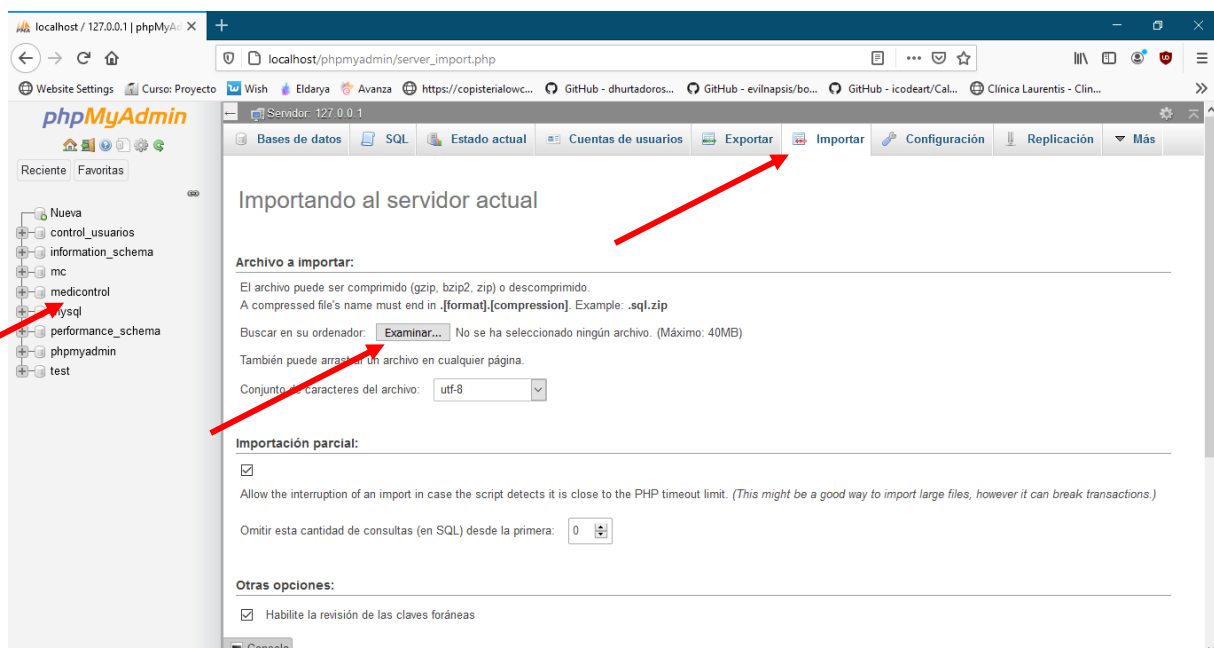 localhost / 127.0.0.1 | phpMyAd
localhost/phpmyadmin/server_import.php
Website Settings Curso: Proyecto Wish Eldarya Avanza https://copisterialowc... GitHub - dhurtadoros... GitHub - evilnapsis/bo... GitHub - icodeart/Cal... Clínica Laurentis - Clin...
phpMyAdmin
Reciente Favoritas
Nueva
control_usuarios
information_schema
mc
medicontrol
mysql
performance_schema
phpmyadmin
test
Servidor: 127.0.0.1
Bases de datos SQL Estado actual Cuentas de usuarios Exportar Importar Configuración Replicación Más
Importando al servidor actual
Archivo a importar:
El archivo puede ser comprimido (gzip, bzip2, zip) o descomprimido.
A compressed file's name must end in .[format].[compression]. Example: .sql.zip
Buscar en su ordenador: Examinar... No se ha seleccionado ningún archivo. (Máximo: 40MB)
También puede arrastrar un archivo en cualquier página.
Conjunto de caracteres del archivo: utf-8
Importación parcial:
Allow the interruption of an import in case the script detects it is close to the PHP timeout limit. (This might be a good way to import large files, however it can break transactions.)
Omitir esta cantidad de consultas (en SQL) desde la primera: 0
Otras opciones:
Habilite la revisión de las claves foráneas
Consola